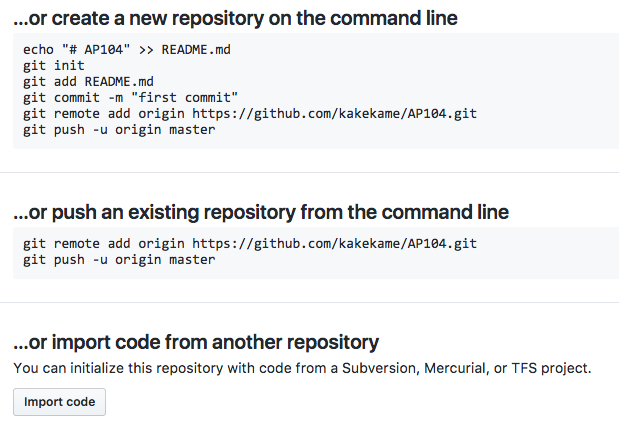 ...or create a new repository on the command line
echo "# AP104" >> README.md
git init
git add README.md
git commit -m "first commit"
git remote add origin https://github.com/kakekame/AP104.git
git push -u origin master
...or push an existing repository from the command line
git remote add origin https://github.com/kakekame/AP104.git
git push -u origin master
...or import code from another repository
You can initialize this repository with code from a Subversion, Mercurial, or TFS project.
Import code